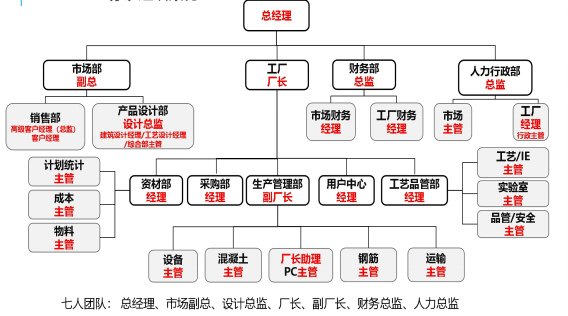 总经理
市场部
副总
工厂
厂长
财务部
总监
人力行政部
总监
销售部
高级客户经理（总监）
客户经理
产品设计部
设计总监
建筑设计经理/工艺设计经理
/综合部主管
市场财务
经理
工厂财务
经理
市场
主管
工厂
经理
行政主管
计划统计
主管
成本
主管
物料
主管
资材部
经理
采购部
经理
生产管理部
副厂长
用户中心
经理
工艺品管部
经理
工艺/IE
主管
实验室
主管
品管/安全
主管
设备
主管
混凝土
主管
厂长助理
PC主管
钢筋
主管
运输
主管
七人团队： 总经理、市场副总、设计总监、厂长、副厂长、财务总监、人力总监